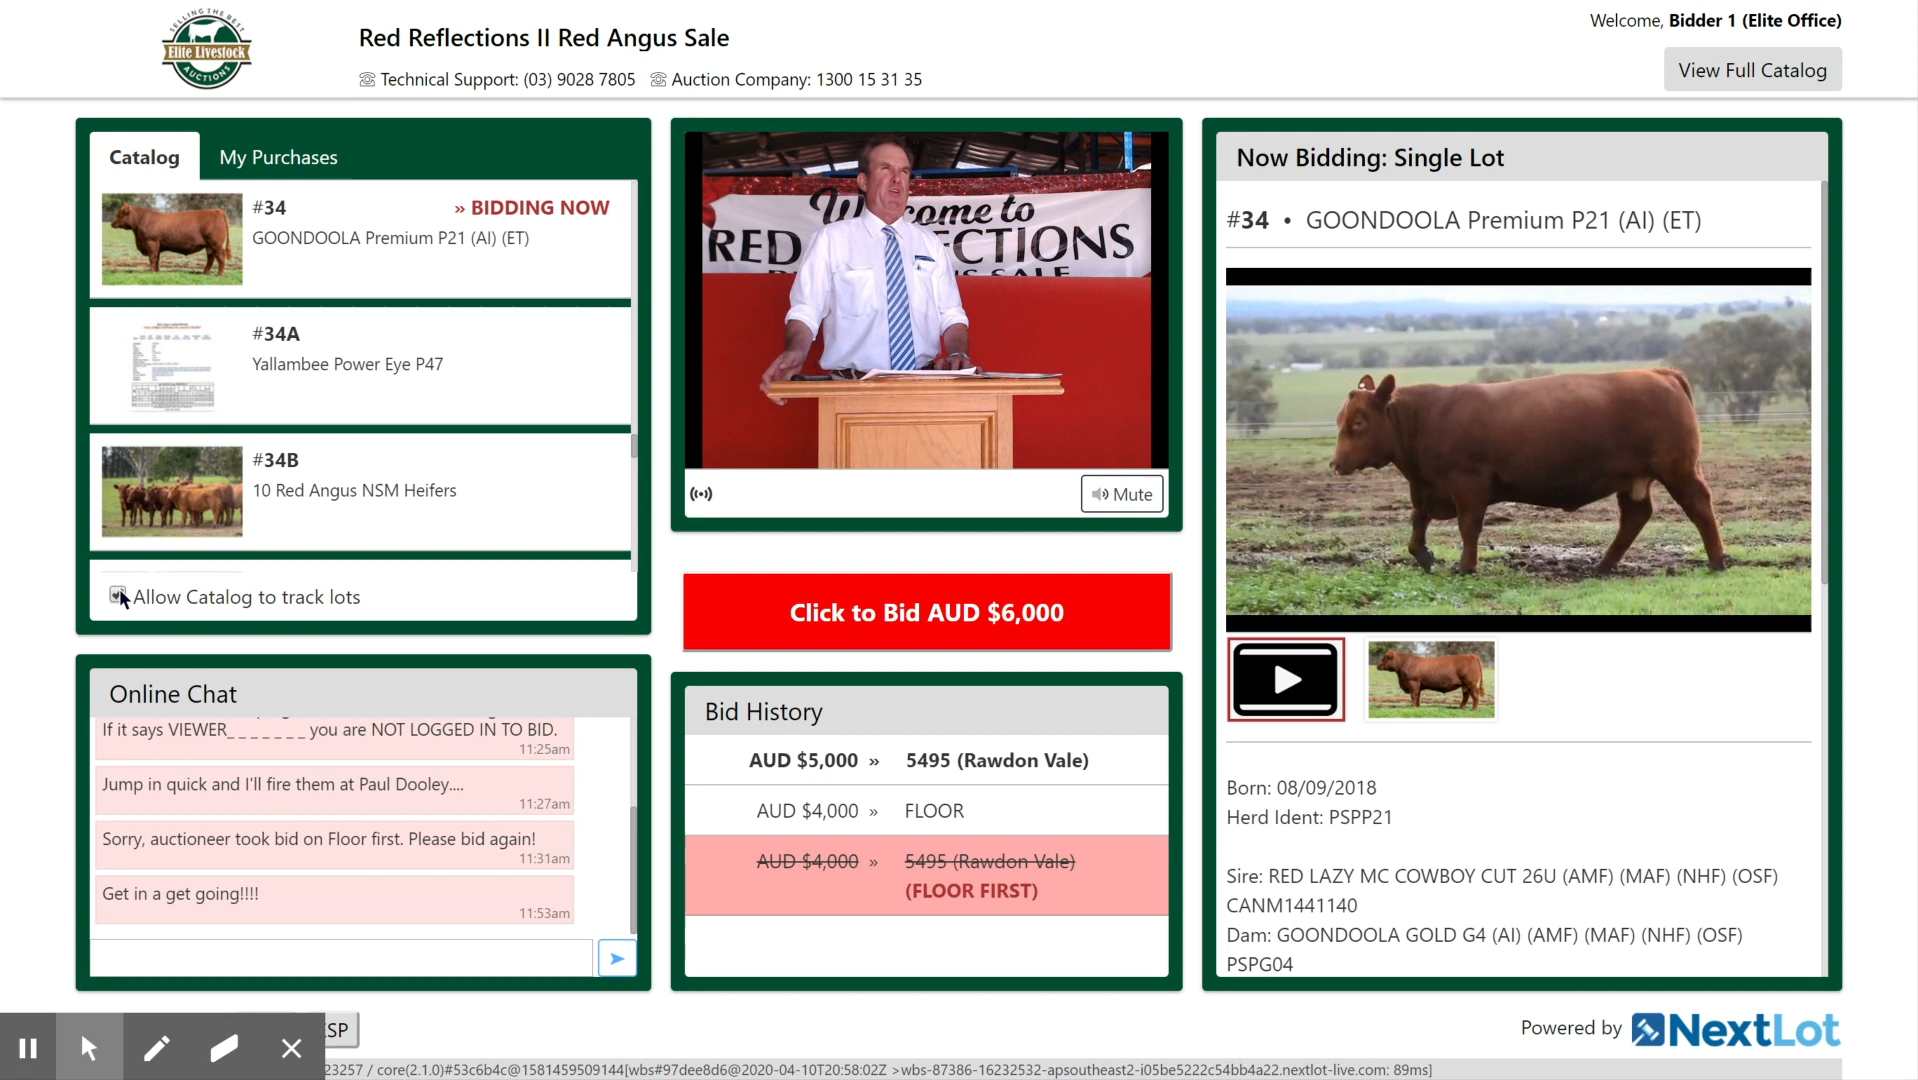 SELLING THE BEST
Elite Livestock
AUCTIONS
Red Reflections II Red Angus Sale
Technical Support: (03) 9028 7805 Auction Company: 1300 15 31 35
Welcome, Bidder 1 (Elite Office)
View Full Catalog
Catalog My Purchases
#34 » BIDDING NOW
GOONDOOLA Premium P21 (AI) (ET)
#34A
Yallambee Power Eye P47
#34B
10 Red Angus NSM Heifers
Allow Catalog to track lots
Online Chat
If it says VIEWER_ _ _ _ _ _ _ you are NOT LOGGED IN TO BID.
11:25am
Jump in quick and I'll fire them at Paul Dooley....
11:27am
Sorry, auctioneer took bid on Floor first. Please bid again!
11:31am
Get in a get going!!!!
11:53am
come to
RED CTIONS
Mute
Click to Bid AUD $6,000
Bid History
AUD $5,000 » 5495 (Rawdon Vale)
AUD $4,000 » FLOOR
AUD $4,000 » 5495 (Rawdon Vale)
(FLOOR FIRST)
Now Bidding: Single Lot
#34 • GOONDOOLA Premium P21 (AI) (ET)
Born: 08/09/2018
Herd Ident: PSPP21
Sire: RED LAZY MC COWBOY CUT 26U (AMF) (MAF) (NHF) (OSF)
CANM1441140
Dam: GOONDOOLA GOLD G4 (AI) (AMF) (MAF) (NHF) (OSF)
PSPG04
SP
Powered by NextLot
23257 / core(2.1.0)#53c6b4c@1581459509144[wbs#97dee8d6@2020-04-10T20:58:02Z >wbs-87386-16232532-apsoutheast2-i05be5222c54bb4a22.nextlot-live.com: 89ms]